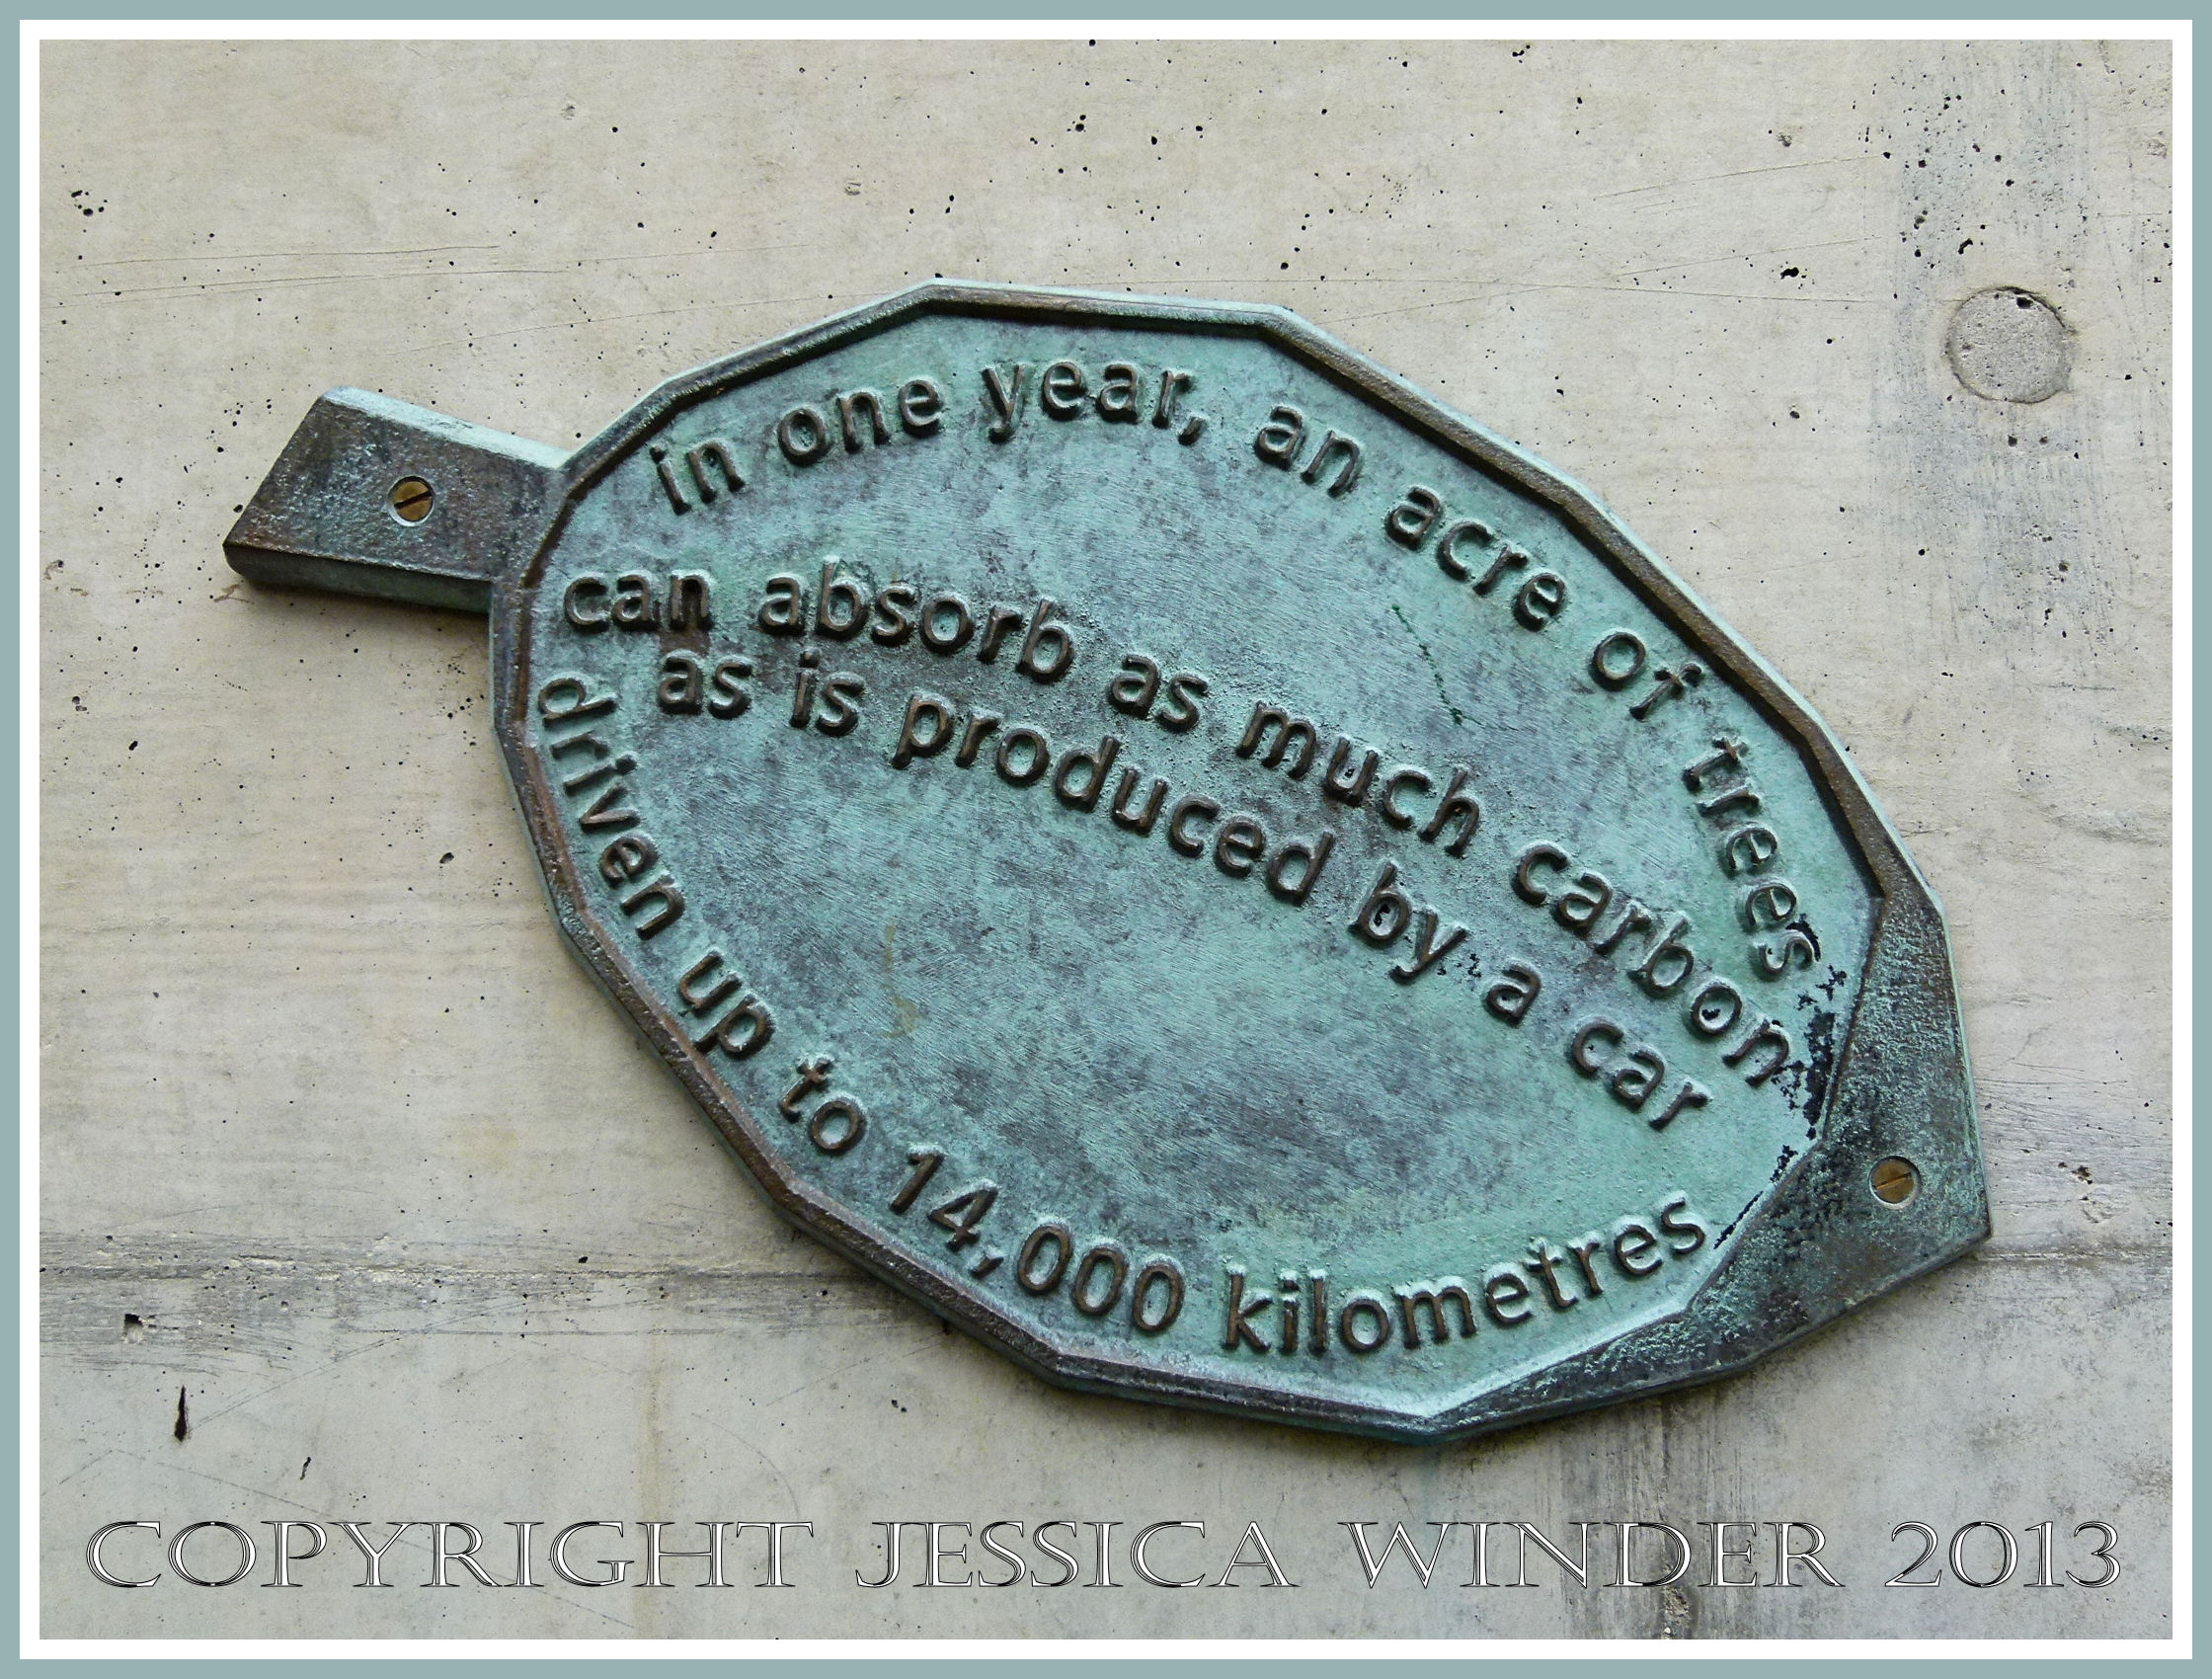 in one year, an acre of trees
can absorb as much carbon
as is produced by a car
driven up to 14,000 kilometres
COPYRIGHT JESSICA WINDER 2013